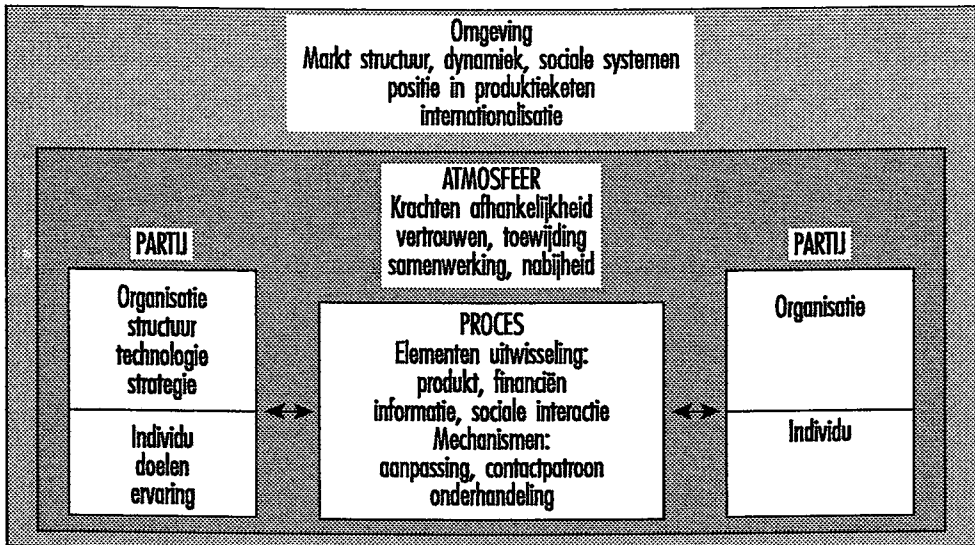 Omgeving
Markt structuur, dynamiek, sociale systemen
positie in produktieketen
internationalisatie
ATMOSFEER
Krachten afhankelijkheid
vertrouwen, toewijding
samenwerking, nabijheid
PARTIJ
Organisatie
structuur
technologie
strategie
Individu
doelen
ervaring
PROCES
Elementen uitwisseling:
produkt, financiën
informatie, sociale interactie
Mechanismen:
aanpassing, contactpatroon
onderhandeling
PARTIJ
Organisatie
Individu